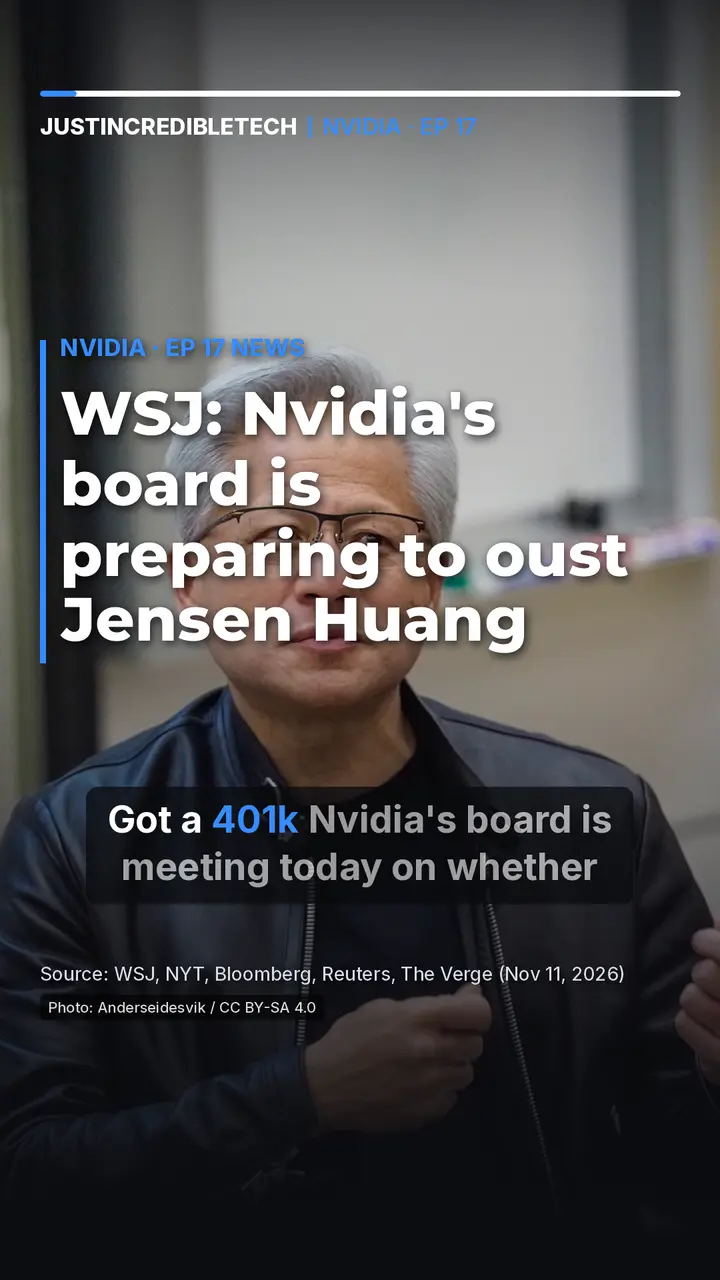 JUSTINCREDIBLETECH | NVIDIA · EP 17
NVIDIA · EP 17 NEWS
WSJ: Nvidia's
board is
preparing to oust
Jensen Huang
Got a 401k Nvidia's board is
meeting today on whether
Source: WSJ, NYT, Bloomberg, Reuters, The Verge (Nov 11, 2026)
Photo: Anderseidesvik / CC BY-SA 4.0